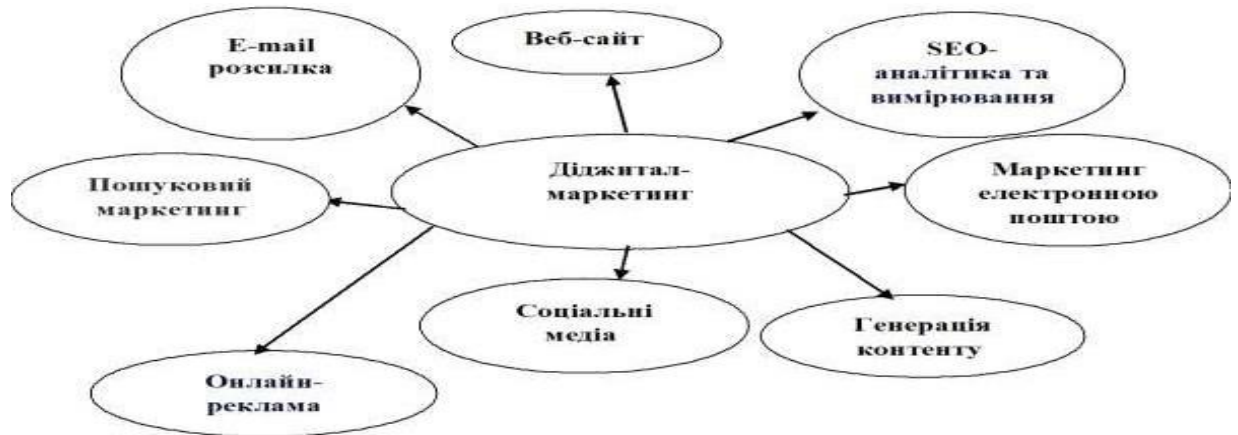 E-mail
розсилка
Веб-сайт
SEO-
аналітика та
вимірювання
Пошуковий
маркетинг
Діджитал-
маркетинг
Маркетинг
електронною
поштою
Соціальні
медіа
Генерація
контенту
Онлайн-
реклама